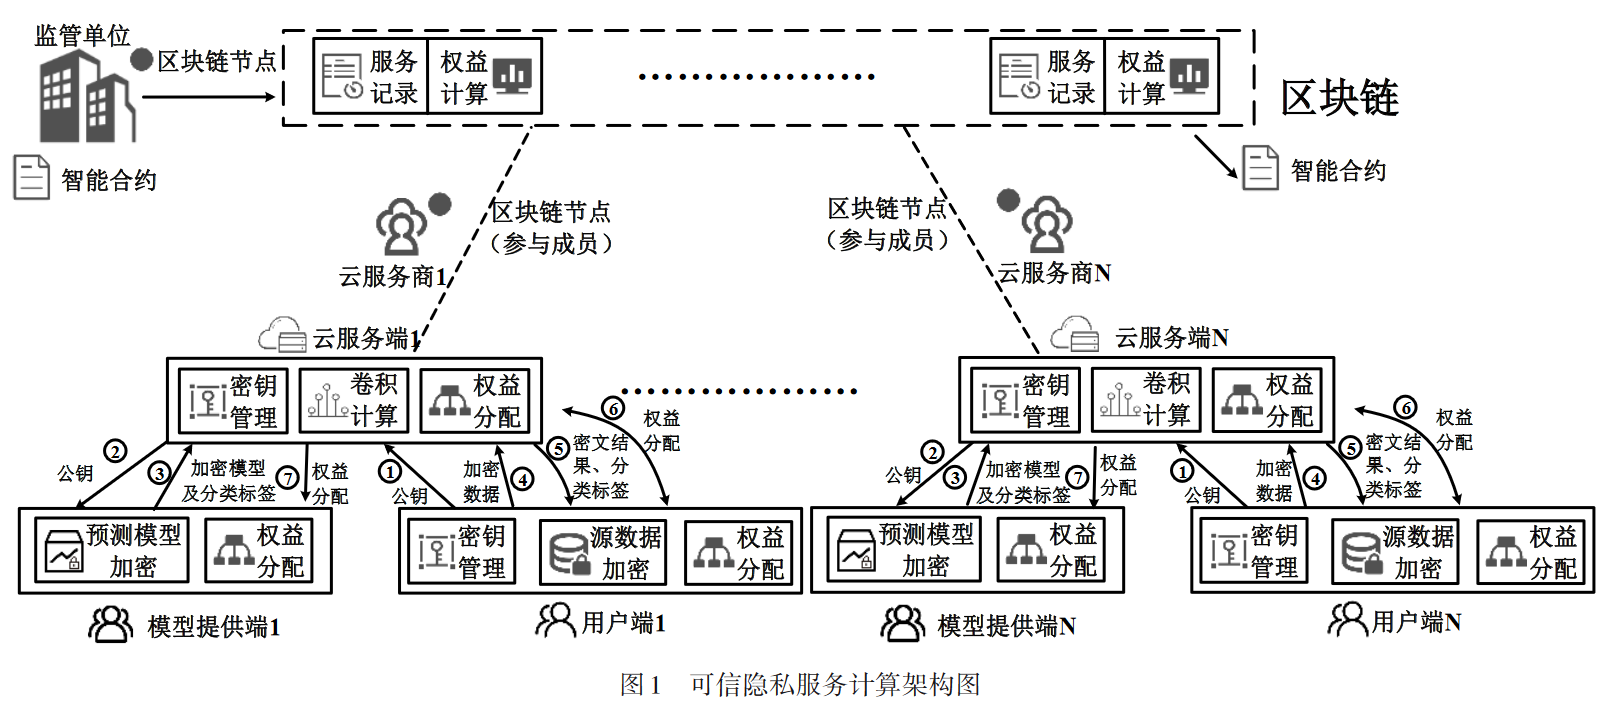 监管单位
区块链节点
服务
记录
权益
计算
………………
服务
记录
权益
计算
区块链
智能合约
智能合约
区块链节点
（参与成员）
云服务商1
区块链节点
（参与成员）
云服务商N
云服务端1
密钥
管理
卷积
计算
权益
分配
………………
云服务端N
密钥
管理
卷积
计算
权益
分配
②
公钥
③
加密模型
及分类标签
⑦
权益
分配
①
公钥
加密
数据
④
⑤
密文结
果、分
类标签
⑥
权益
分配
②
公钥
③
加密模型
及分类标签
⑦
权益
分配
①
公钥
加密
数据
④
⑤
密文结
果、分
类标签
⑥
权益
分配
预测模型
加密
权益
分配
模型提供端1
密钥
管理
源数据
加密
权益
分配
用户端1
预测模型
加密
权益
分配
模型提供端N
密钥
管理
源数据
加密
权益
分配
用户端N
图1 可信隐私服务计算架构图